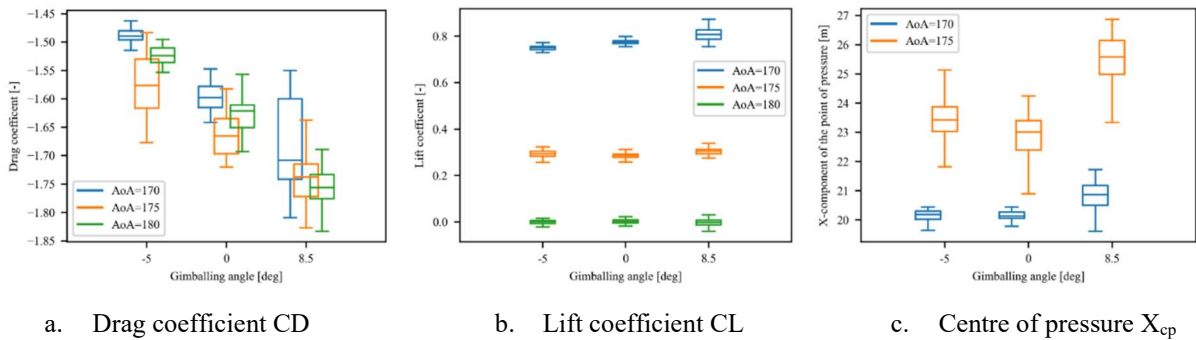 a.
−1.45
−1.50
−1.55
−1.60
−1.65
−1.70
−1.75
−1.80
−1.85
Drag coefficent [-]
AoA=170
AoA=175
AoA=180
-5
0
8.5
Gimballing angle [deg]
b.
0.8
0.6
0.4
0.2
0.0
Lift coefficent [-]
AoA=170
AoA=175
AoA=180
-5
0
8.5
Gimballing angle [deg]
c.
27
26
25
24
23
22
21
20
X-component of the point of pressure [m]
AoA=170
AoA=175
-5
0
8.5
Gimballing angle [deg]
a. Drag coefficient CD
b. Lift coefficient CL
c. Centre of pressure Xcp